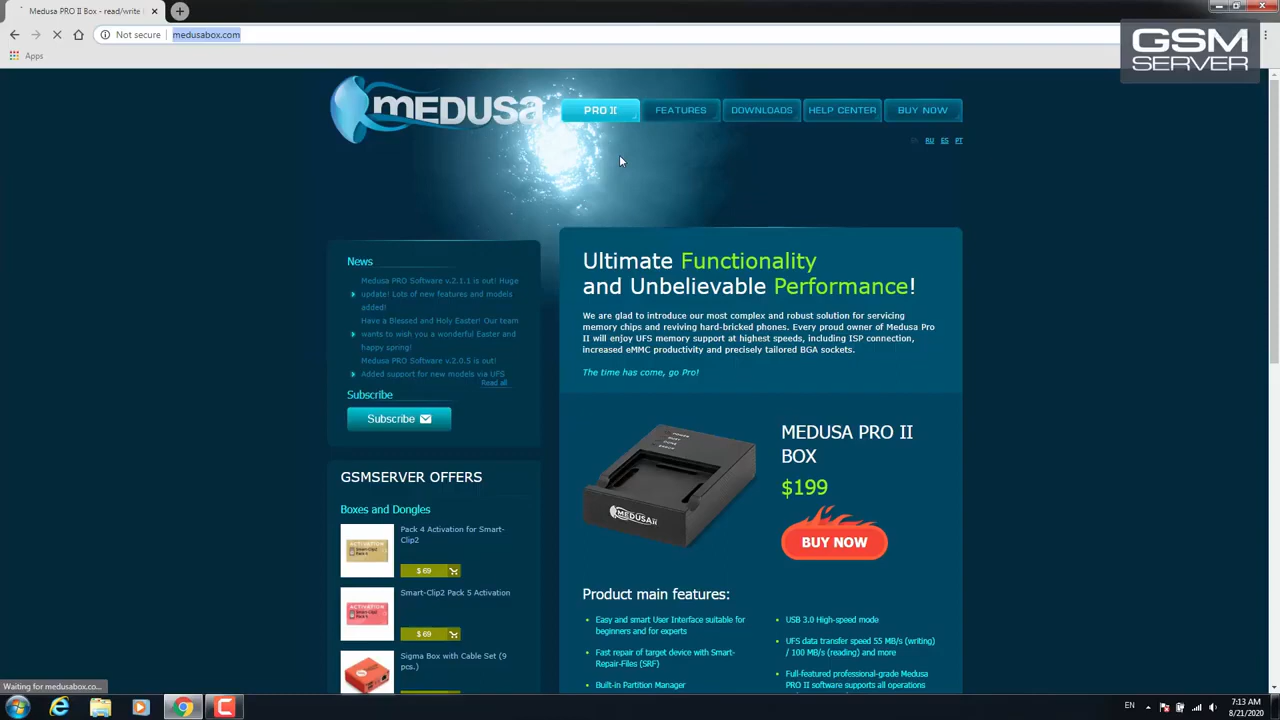 Medusa PRO II Box - read/write i
Not secure
medusabox.com
Apps
GSM
SERVER
MEDUSA
PRO II
FEATURES
DOWNLOADS
HELP CENTER
BUY NOW
EN
RU
ES
PT
News
Medusa PRO Software v.2.1.1 is out! Huge
update! Lots of new features and models
added!
Have a Blessed and Holy Easter! Our team
wants to wish you a wonderful Easter and
happy spring!
Medusa PRO Software v.2.0.5 is out!
Added support for new models via UFS
Read all
Subscribe
Subscribe
GSMSERVER OFFERS
Boxes and Dongles
Pack 4 Activation for Smart-
Clip2
$ 69
Smart-Clip2 Pack 5 Activation
$ 69
Sigma Box with Cable Set (9
pcs.)
Ultimate Functionality
and Unbelievable Performance!
We are glad to introduce our most complex and robust solution for servicing
memory chips and reviving hard-bricked phones. Every proud owner of Medusa Pro
II will enjoy UFS memory support at highest speeds, including ISP connection,
increased eMMC productivity and precisely tailored BGA sockets.
The time has come, go Pro!
MEDUSA II
MEDUSA PRO II
BOX
$199
BUY NOW
Product main features:
Easy and smart User Interface suitable for
beginners and for experts
Fast repair of target device with Smart-
Repair-Files (SRF)
Built-in Partition Manager
USB 3.0 High-speed mode
UFS data transfer speed 55 MB/s (writing)
/ 100 MB/s (reading) and more
Full-featured professional-grade Medusa
PRO II software supports all operations
Waiting for medusabox.com...
EN
7:13 AM
8/21/2020